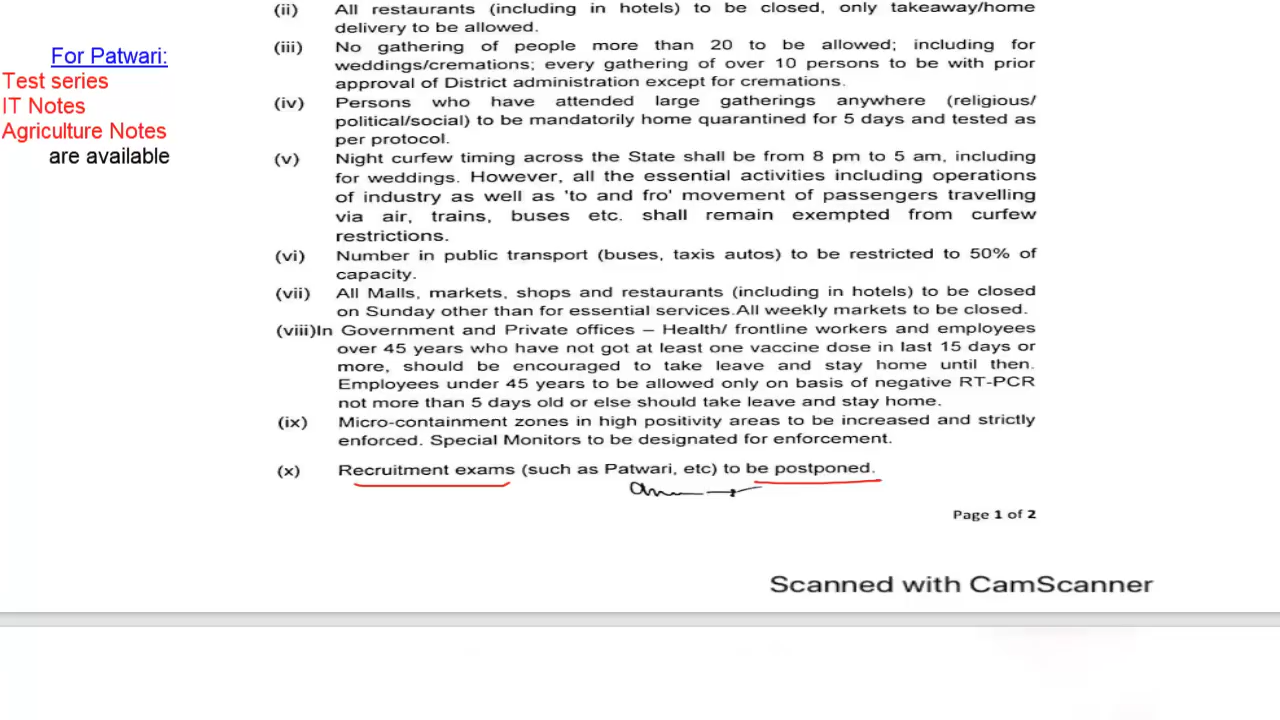 (ii) All restaurants (including in hotels) to be closed, only takeaway/home
delivery to be allowed.
For Patwari:
Test series
IT Notes
Agriculture Notes
are available
(iii) No gathering of people more than 20 to be allowed; including for
weddings/cremations; every gathering of over 10 persons to be with prior
approval of District administration except for cremations.
(iv) Persons who have attended large gatherings anywhere (religious/
political/social) to be mandatorily home quarantined for 5 days and tested as
per protocol.
(v) Night curfew timing across the State shall be from 8 pm to 5 am, including
for weddings. However, all the essential activities including operations
of industry as well as 'to and fro' movement of passengers travelling
via air, trains, buses etc. shall remain exempted from curfew
restrictions.
(vi) Number in public transport (buses, taxis autos) to be restricted to 50% of
capacity.
(vii) All Malls, markets, shops and restaurants (including in hotels) to be closed
on Sunday other than for essential services.All weekly markets to be closed.
(viii)In Government and Private offices – Health/ frontline workers and employees
over 45 years who have not got at least one vaccine dose in last 15 days or
more, should be encouraged to take leave and stay home until then.
Employees under 45 years to be allowed only on basis of negative RT-PCR
not more than 5 days old or else should take leave and stay home.
(ix) Micro-containment zones in high positivity areas to be increased and strictly
enforced. Special Monitors to be designated for enforcement.
(x) Recruitment exams (such as Patwari, etc) to be postponed.
Page 1 of 2
Scanned with CamScanner